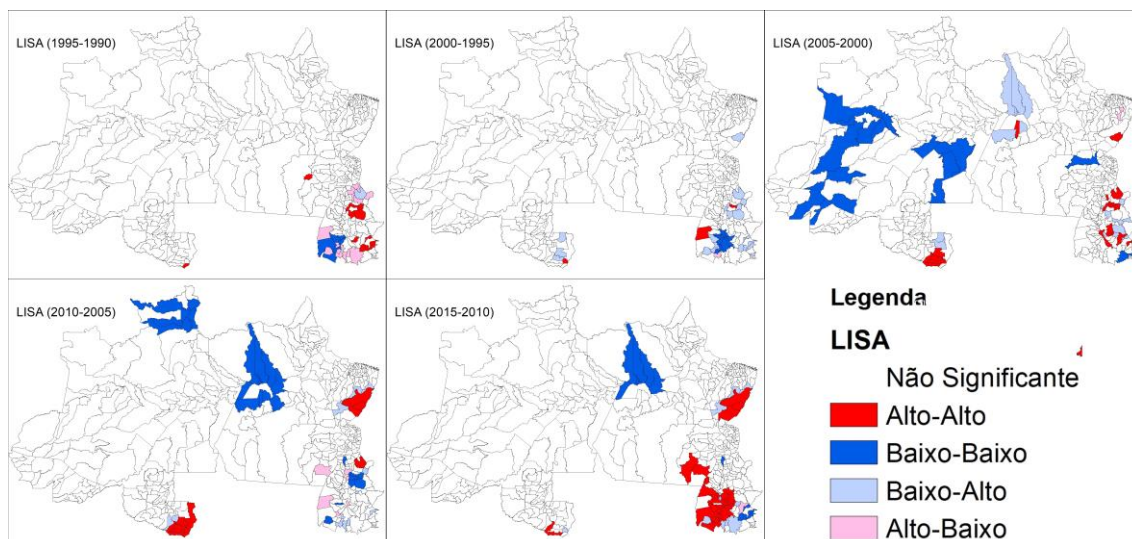 LISA (1995-1990)
LISA (2000-1995)
LISA (2005-2000)
LISA (2010-2005)
LISA (2015-2010)
Legenda
LISA
Não Significante
Alto-Alto
Baixo-Baixo
Baixo-Alto
Alto-Baixo